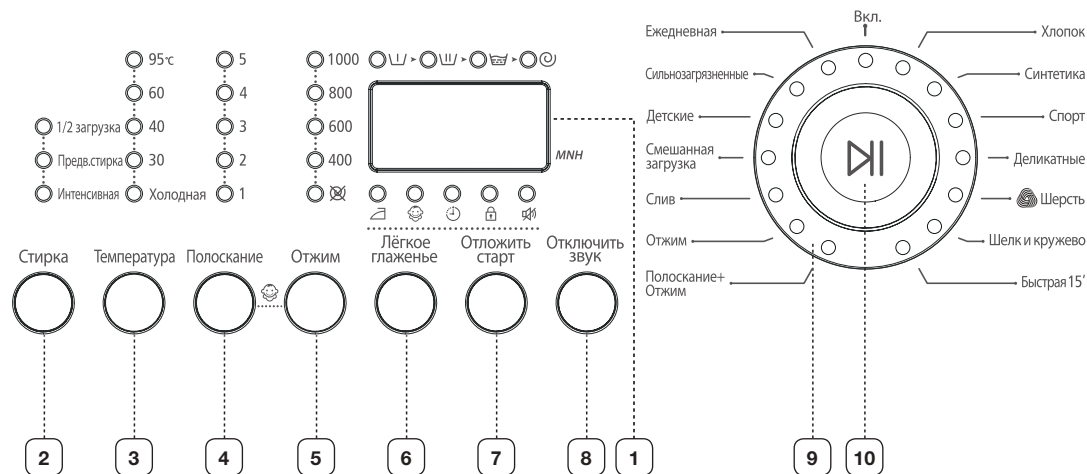 95°c
60
1/2 загрузка
40
Предв.стирка
30
Интенсивная
Холодная
5
4
3
2
1
1000
800
600
400
MNH
Стирка
Температура
Полоскание
Отжим
Лёгкое
глаженье
Отложить
старт
Отключить
звук
Вкл.
Ежедневная
Сильнозагрязненные
Детские
Смешанная
загрузка
Слив
Отжим
Полоскание+
Отжим
Хлопок
Синтетика
Спорт
Деликатные
Шерсть
Шелк и кружево
Быстрая 15'
2
3
4
5
6
7
8
1
9
10